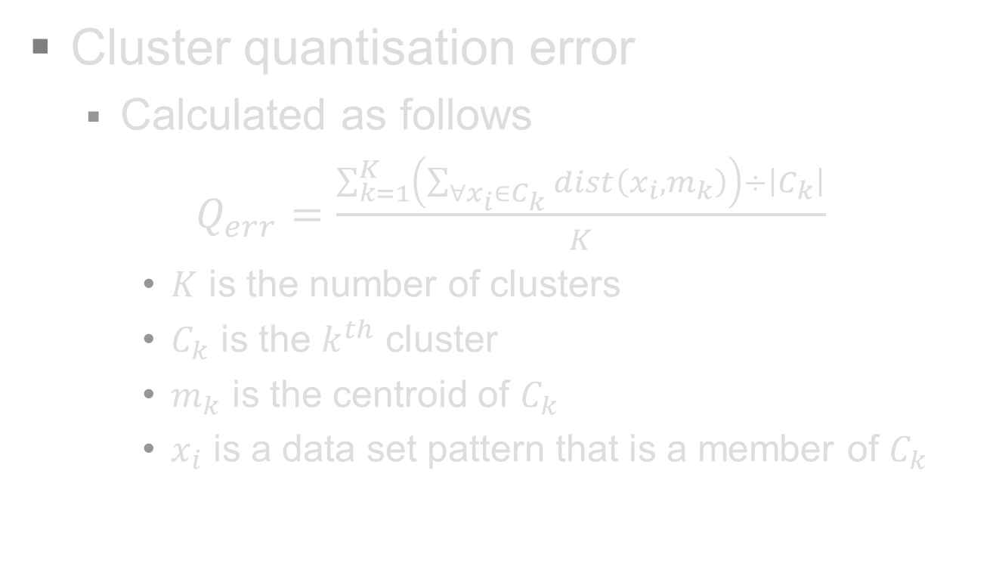 ▪ Cluster quantisation error
▪ Calculated as follows
$Q_{err} = \frac{\sum_{k=1}^{K}\left(\sum_{\forall x_i \in C_k} dist(x_i, m_k)\right) \div |C_k|}{K}$
• $K$ is the number of clusters
• $C_k$ is the $k^{th}$ cluster
• $m_k$ is the centroid of $C_k$
• $x_i$ is a data set pattern that is a member of $C_k$